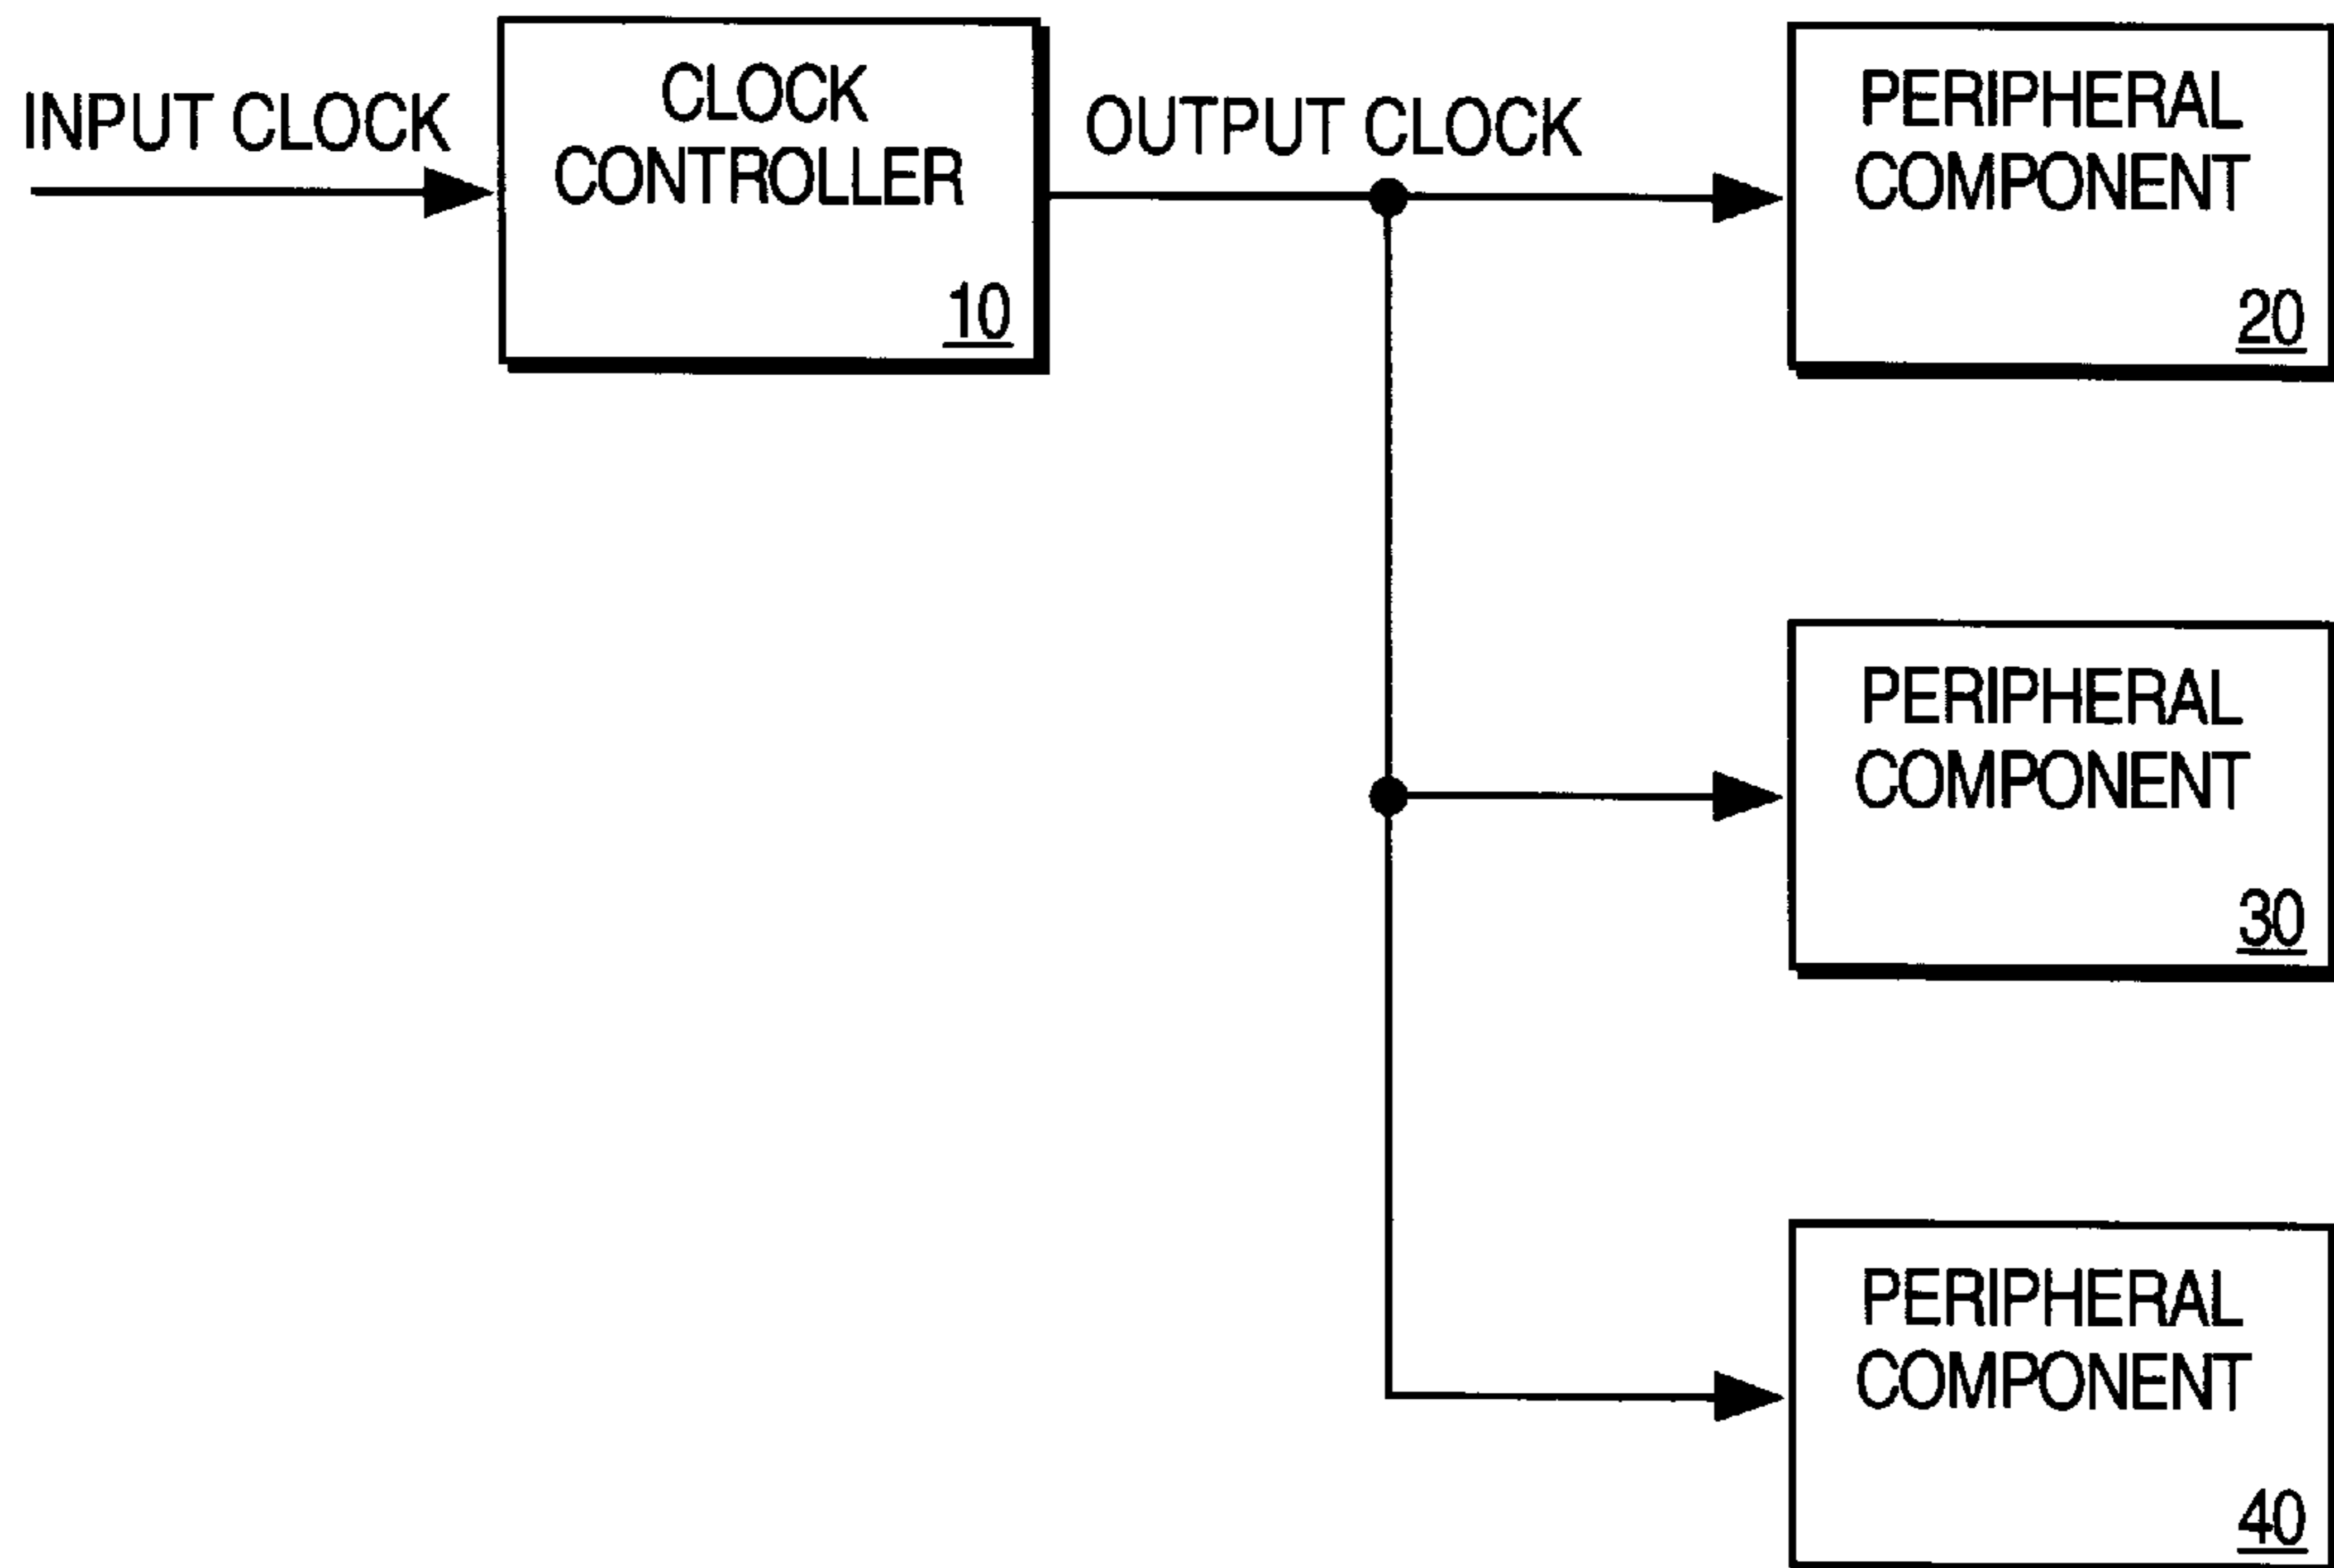 INPUT CLOCK
CLOCK
CONTROLLER
10
OUTPUT CLOCK
PERIPHERAL
COMPONENT
20
PERIPHERAL
COMPONENT
30
PERIPHERAL
COMPONENT
40